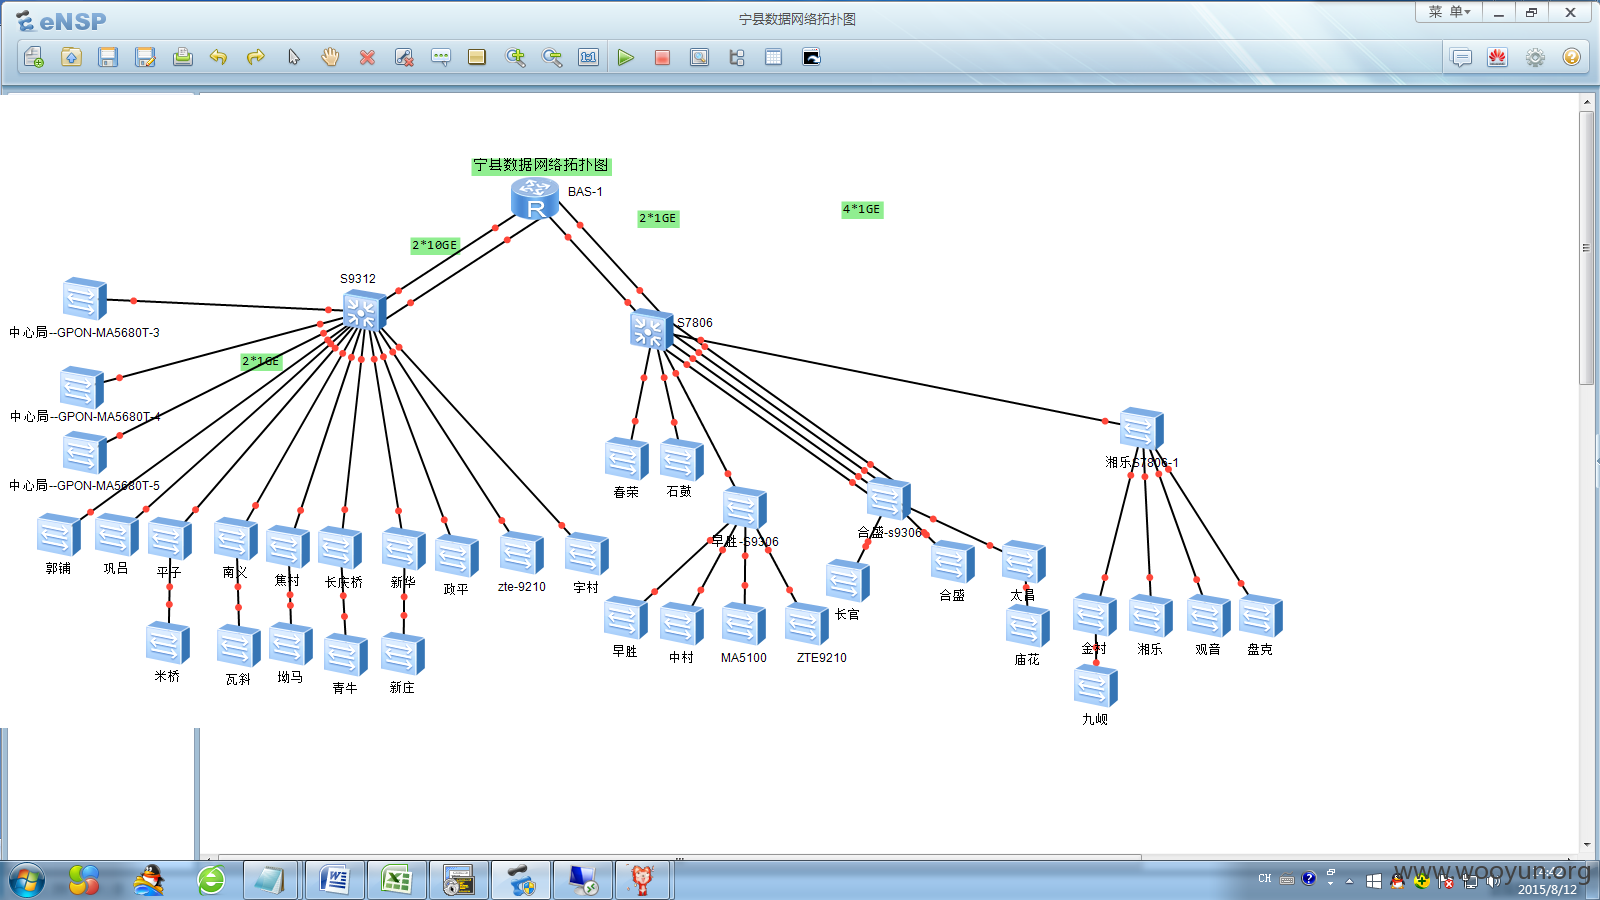 eNSP
宁县数据网络拓扑图
菜 单
宁县数据网络拓扑图
BAS-1
4*1GE
2*1GE
2*10GE
S9312
S7806
中心局--GPON-MA5680T-3
2*1GE
中心局--GPON-MA5680T-4
湘乐S7806-1
中心局--GPON-MA5680T-5
春荣
石鼓
早胜-S9306
合盛-s9306
郭铺
巩吕
平子
南义
焦村
长庆桥
新华
政平
zte-9210
宇村
合盛
太昌
长官
早胜
中村
MA5100
ZTE9210
庙花
金村
湘乐
观音
盘克
米桥
瓦斜
坳马
青牛
新庄
九岘
CH
14:42
2015/8/12
www.wooyun.org